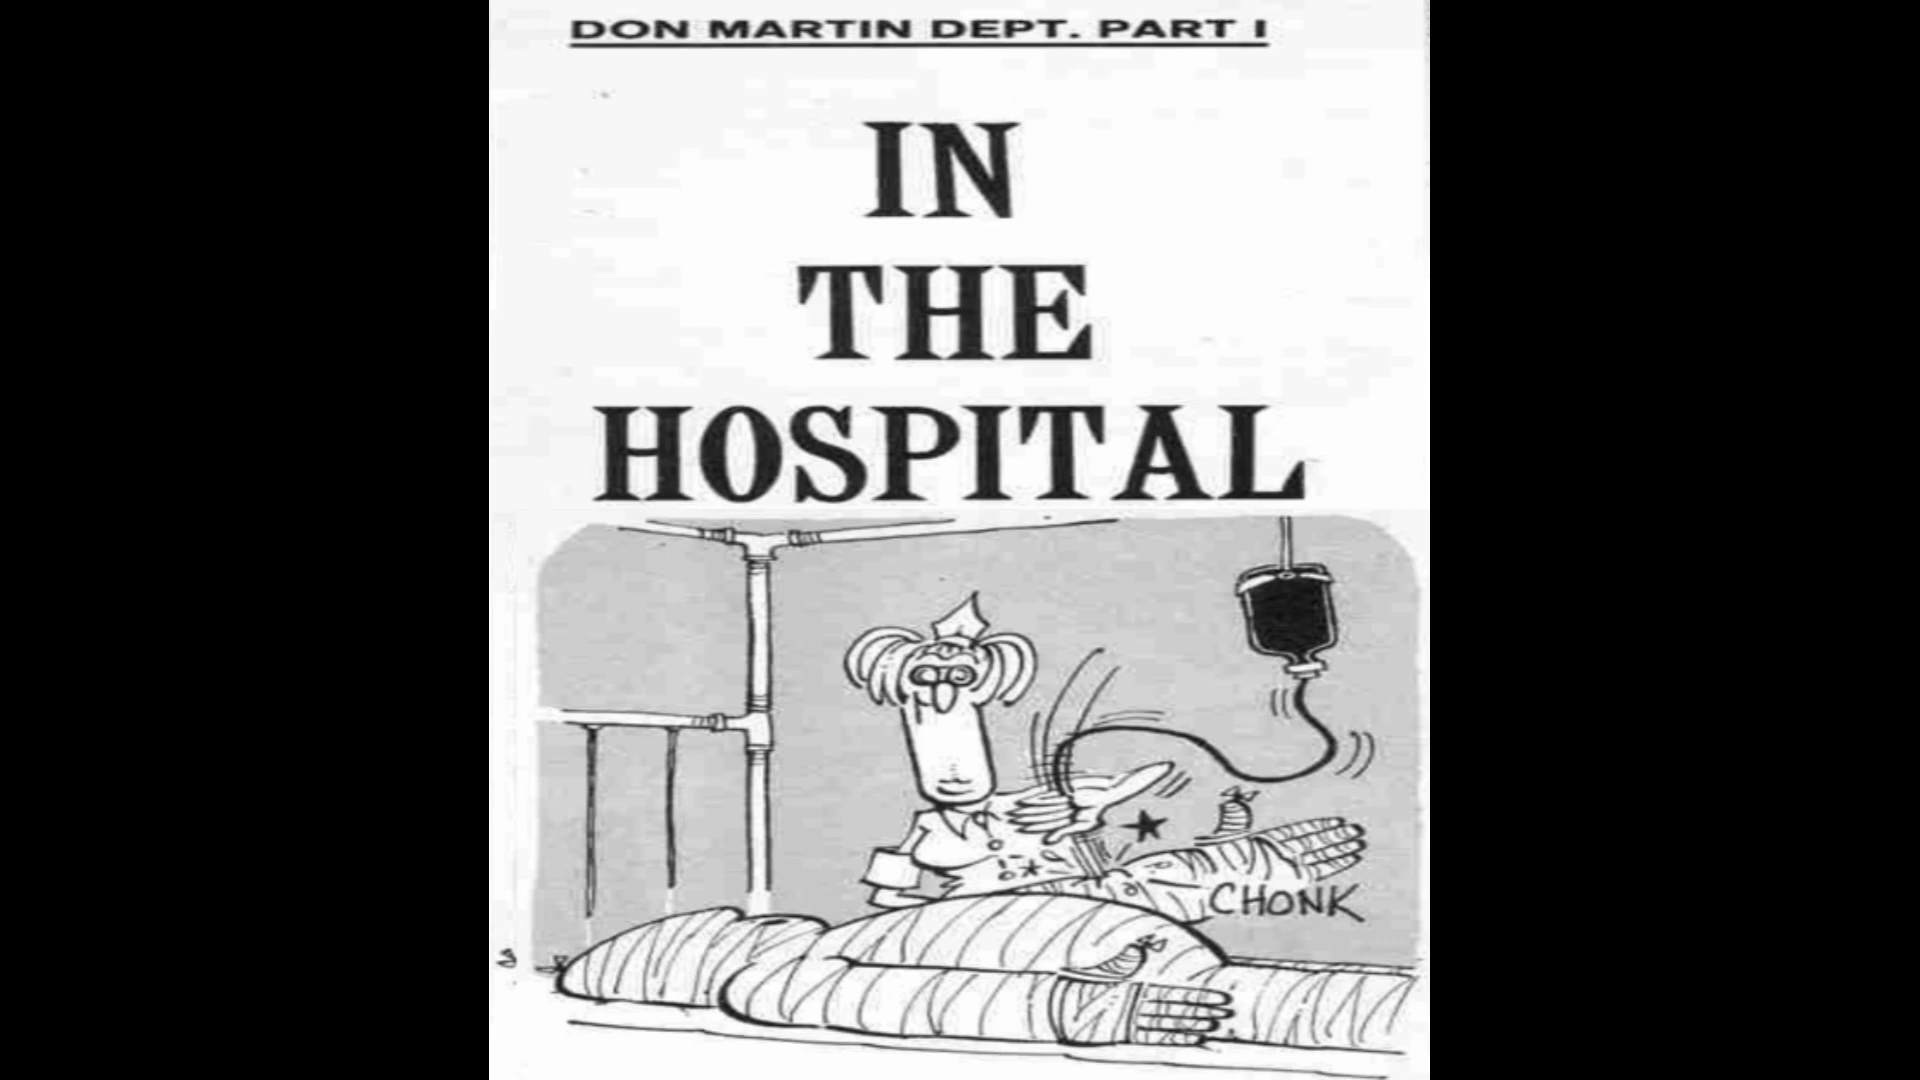 DON MARTIN DEPT. PART I
IN
THE
HOSPITAL
CHONK